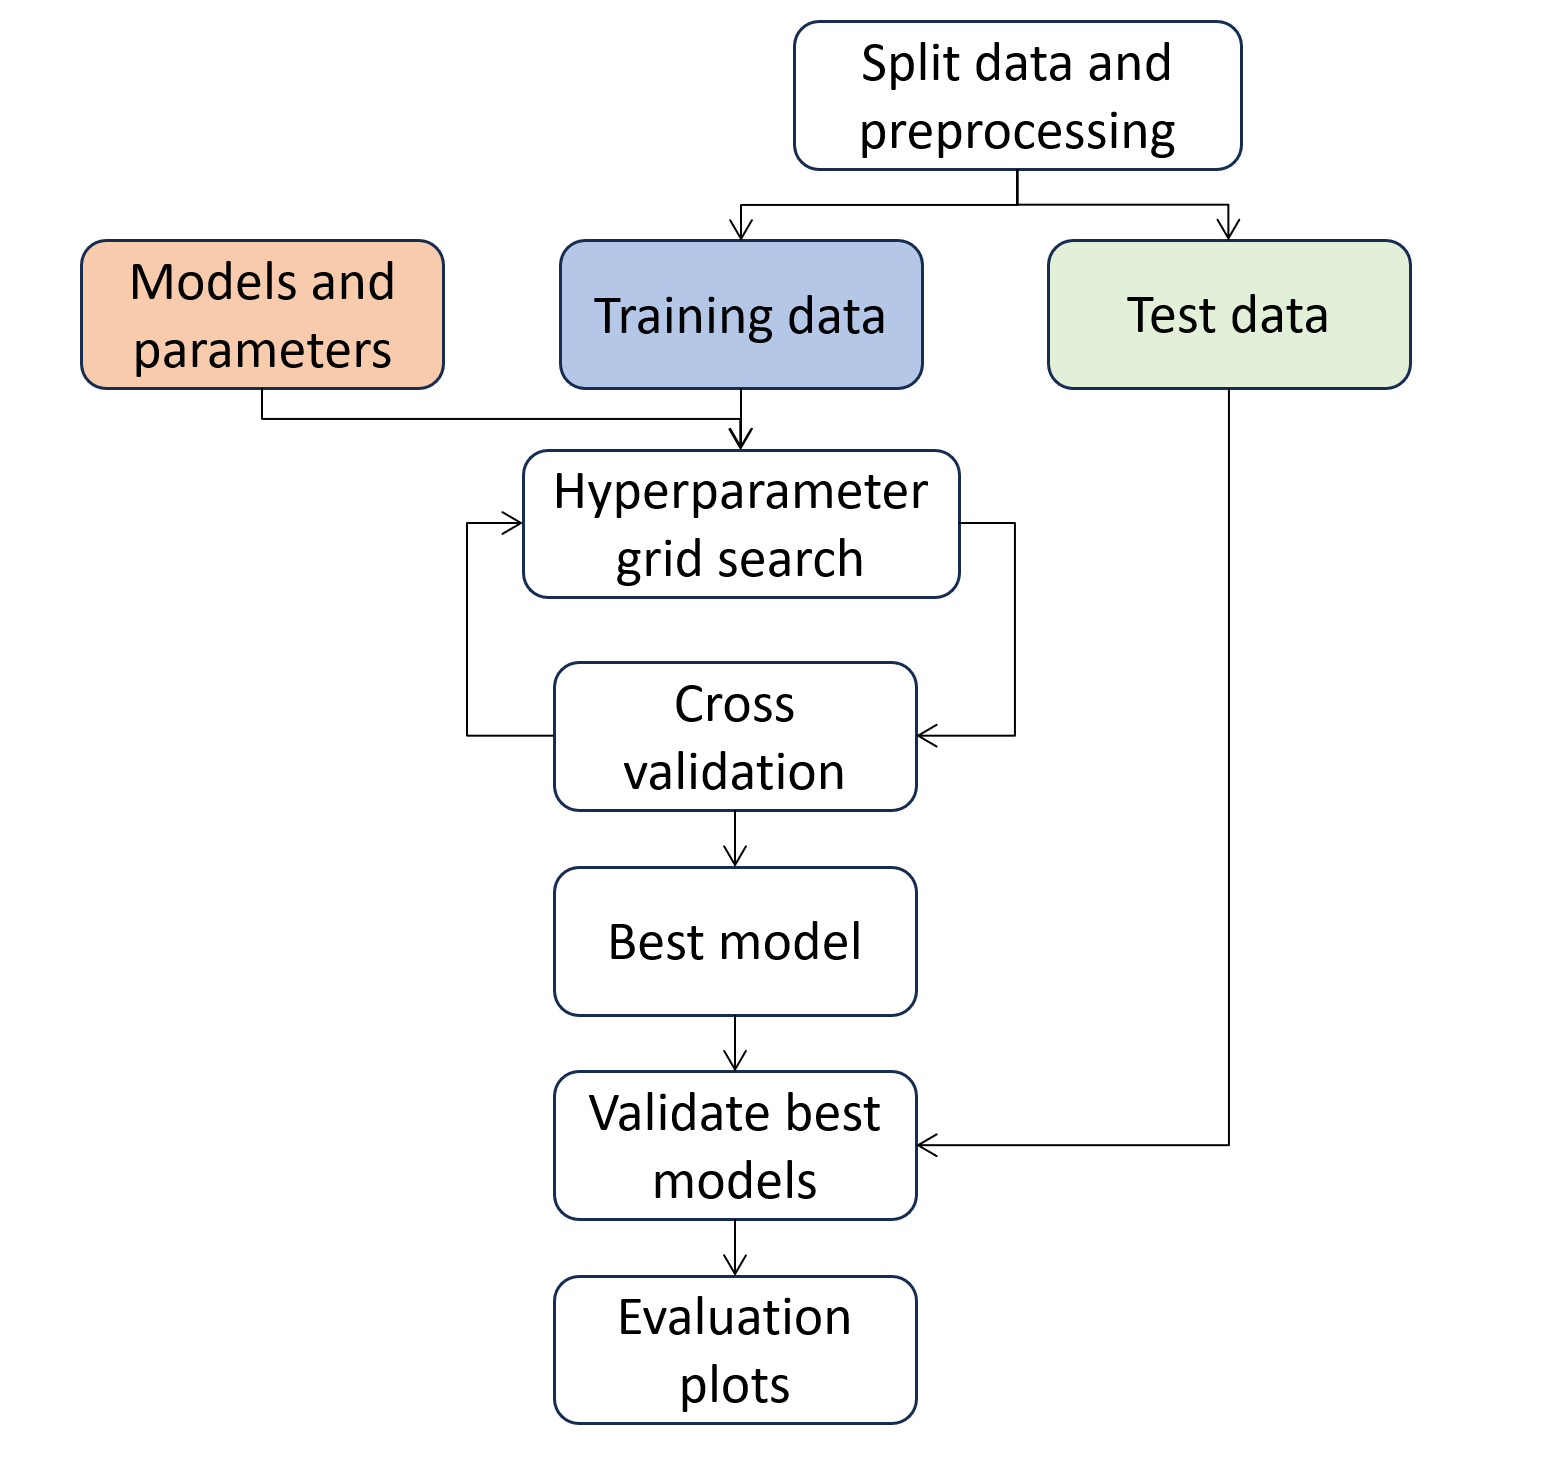 Split data and
preprocessing
Models and
parameters
Training data
Test data
Hyperparameter
grid search
Cross
validation
Best model
Validate best
models
Evaluation
plots